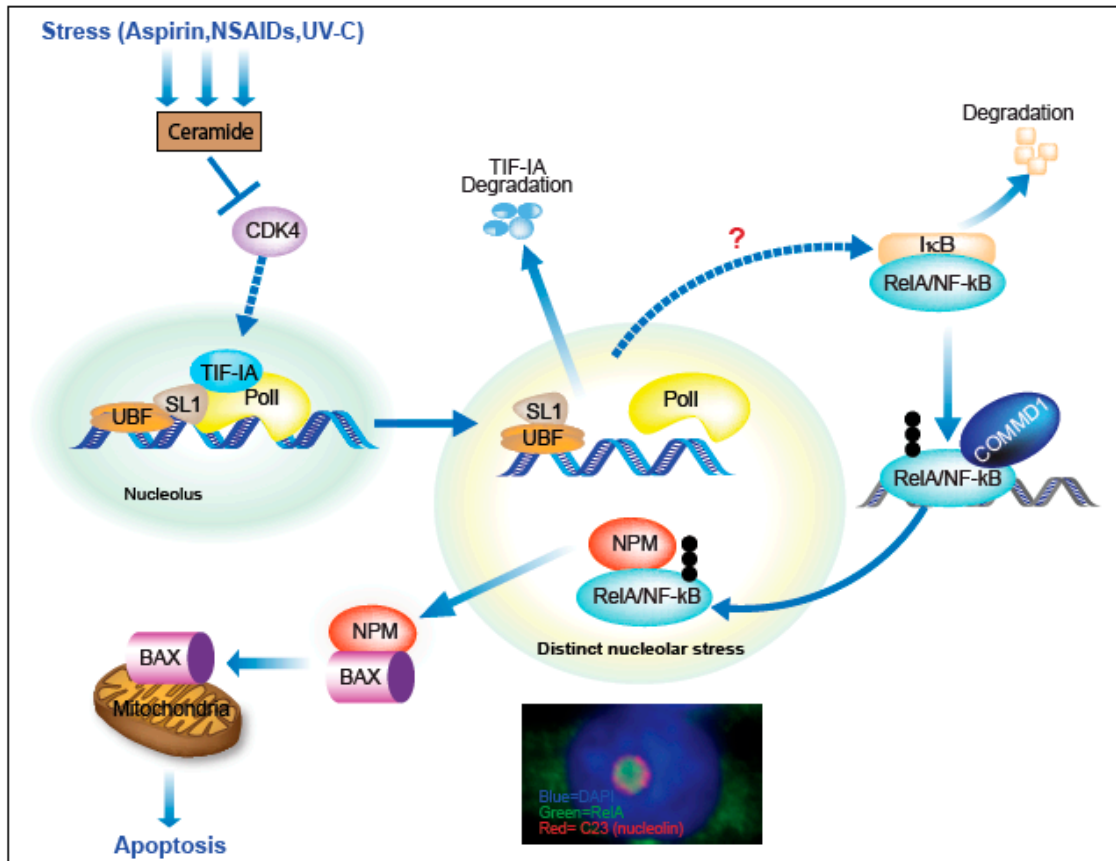 Stress (Aspirin,NSAIDs,UV-C)
Ceramide
CDK4
TIF-IA
PolI
SL1
UBF
Nucleolus
TIF-IA
Degradation
?
Degradation
IκB
RelA/NF-kB
SL1
UBF
PolI
COMMD1
RelA/NF-kB
NPM
RelA/NF-kB
Distinct nucleolar stress
NPM
BAX
BAX
Mitochondria
Apoptosis
Blue=DAPI
Green=RelA
Red= C23 (nucleolin)